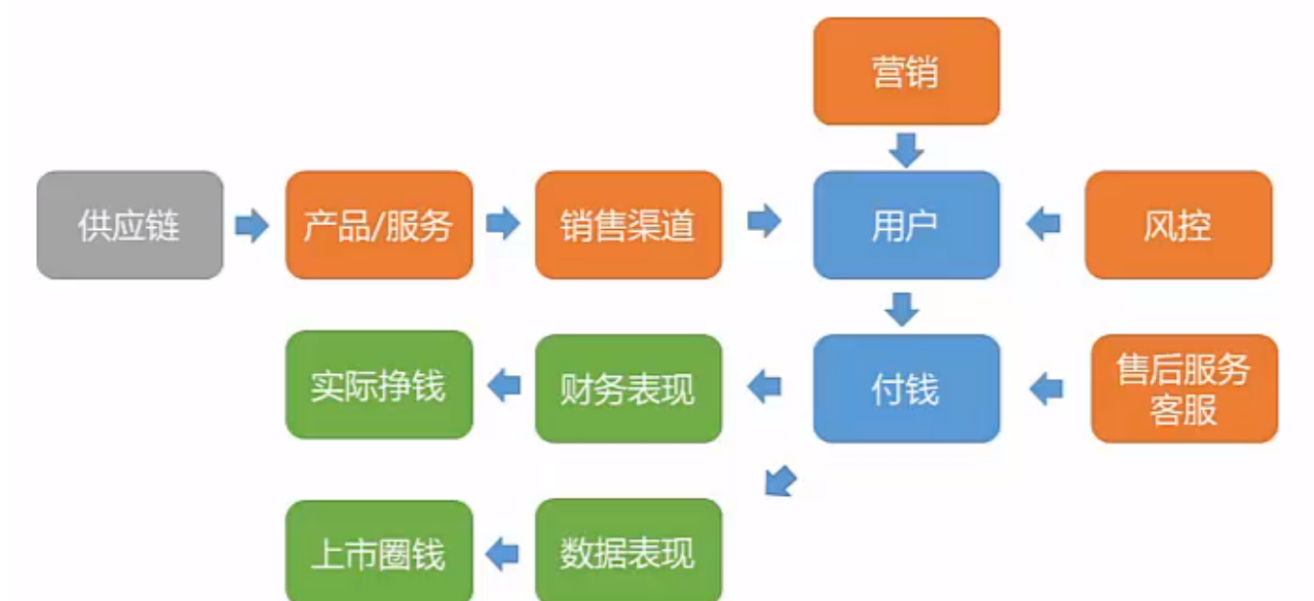 营销
供应链
产品/服务
销售渠道
用户
风控
实际挣钱
财务表现
付钱
售后服务
客服
上市圈钱
数据表现